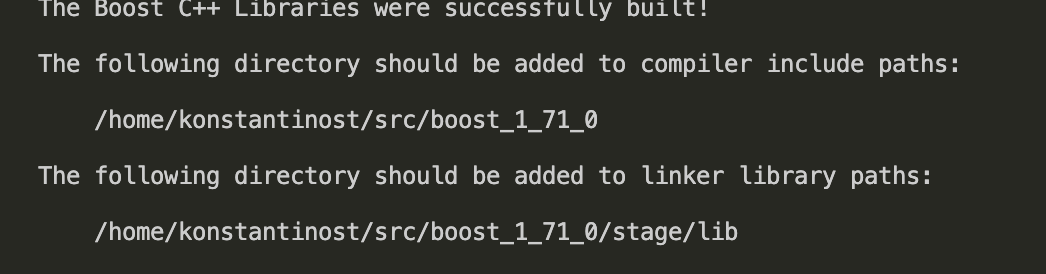 The Boost C++ Libraries were successfully built!
The following directory should be added to compiler include paths:
/home/konstantinost/src/boost_1_71_0
The following directory should be added to linker library paths:
/home/konstantinost/src/boost_1_71_0/stage/lib